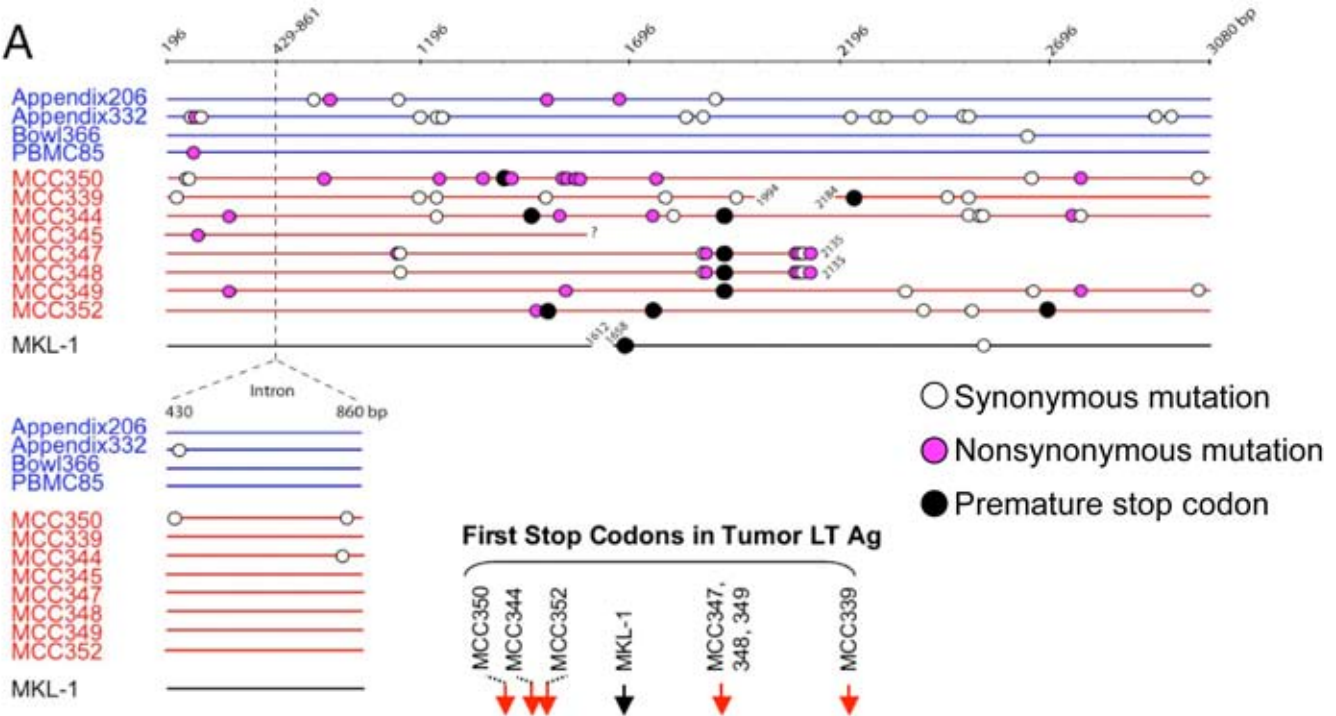 A
196 429-861 1196 1696 2196 2696 3080 bp
Appendix206
Appendix332
Bowl366
PBMC85
MCC350
MCC339 1994 2184
MCC344
MCC345 ?
MCC347 2135
MCC348 2135
MCC349
MCC352
MKL-1 1612 1658
Intron
430 860 bp
Appendix206
Appendix332
Bowl366
PBMC85
MCC350
MCC339
MCC344
MCC345
MCC347
MCC348
MCC349
MCC352
MKL-1
Synonymous mutation
Nonsynonymous mutation
Premature stop codon
First Stop Codons in Tumor LT Ag
MCC350
MCC344
MCC352
MKL-1
MCC347,
348, 349
MCC339